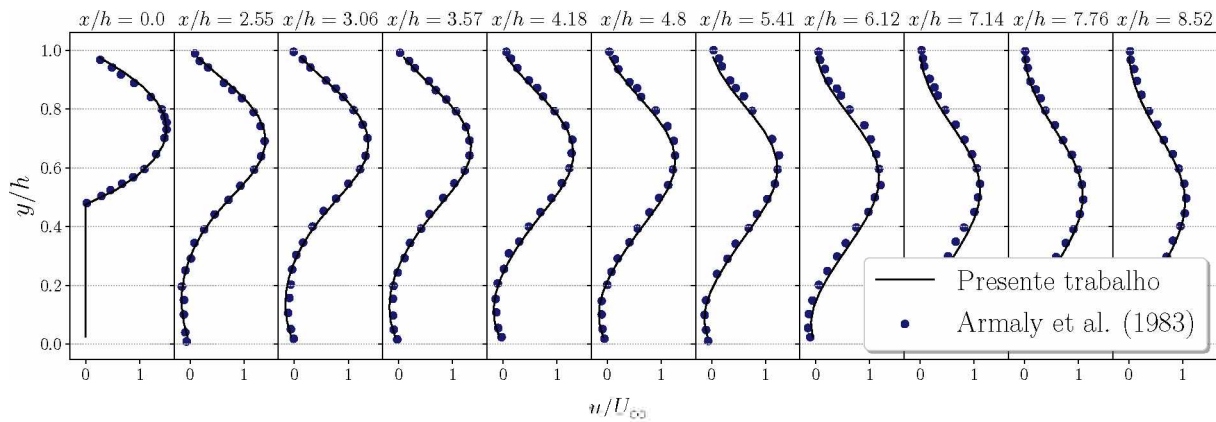 x/h = 0.0 x/h = 2.55 x/h = 3.06 x/h = 3.57 x/h = 4.18 x/h = 4.8 x/h = 5.41 x/h = 6.12 x/h = 7.14 x/h = 7.76 x/h = 8.52
1.0
0.8
0.6
0.4
0.2
0.0
y/h
Presente trabalho
Armaly et al. (1983)
0 1 0 1 0 1 0 1 0 1 0 1 0 1 0 1 0 1 0 1 0 1
u/U∞